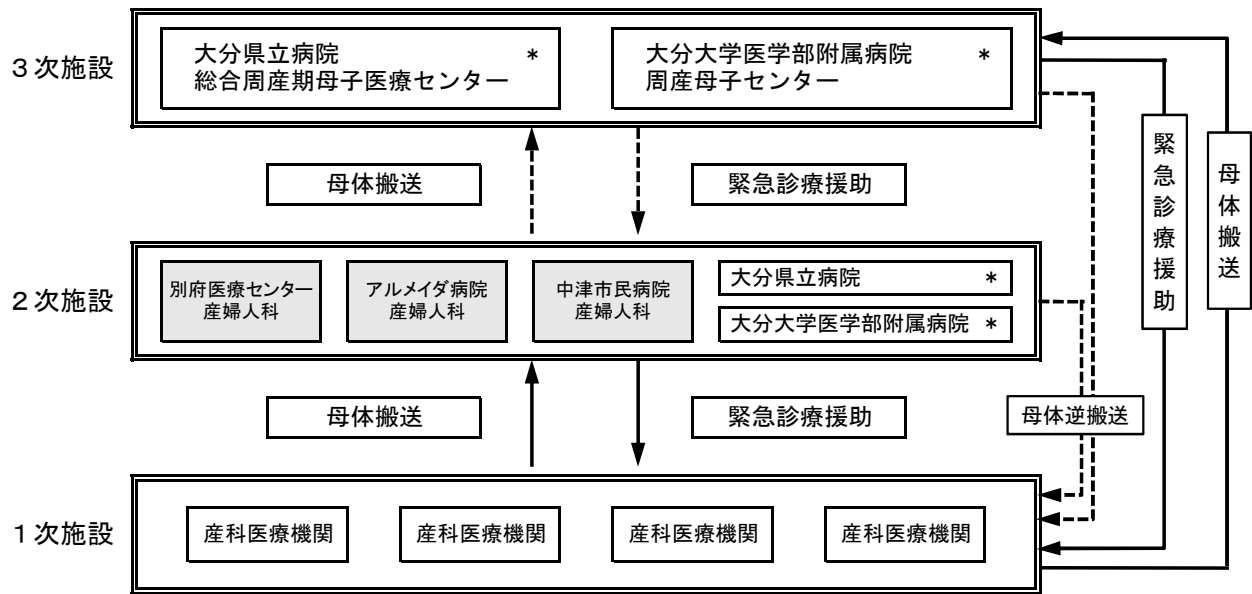 3次施設
大分県立病院 *
総合周産期母子医療センター
大分大学医学部附属病院 *
周産母子センター
母体搬送
緊急診療援助
緊急診療援助
母体搬送
2次施設
別府医療センター
産婦人科
アルメイダ病院
産婦人科
中津市民病院
産婦人科
大分県立病院 *
大分大学医学部附属病院 *
母体搬送
緊急診療援助
母体逆搬送
1次施設
産科医療機関
産科医療機関
産科医療機関
産科医療機関